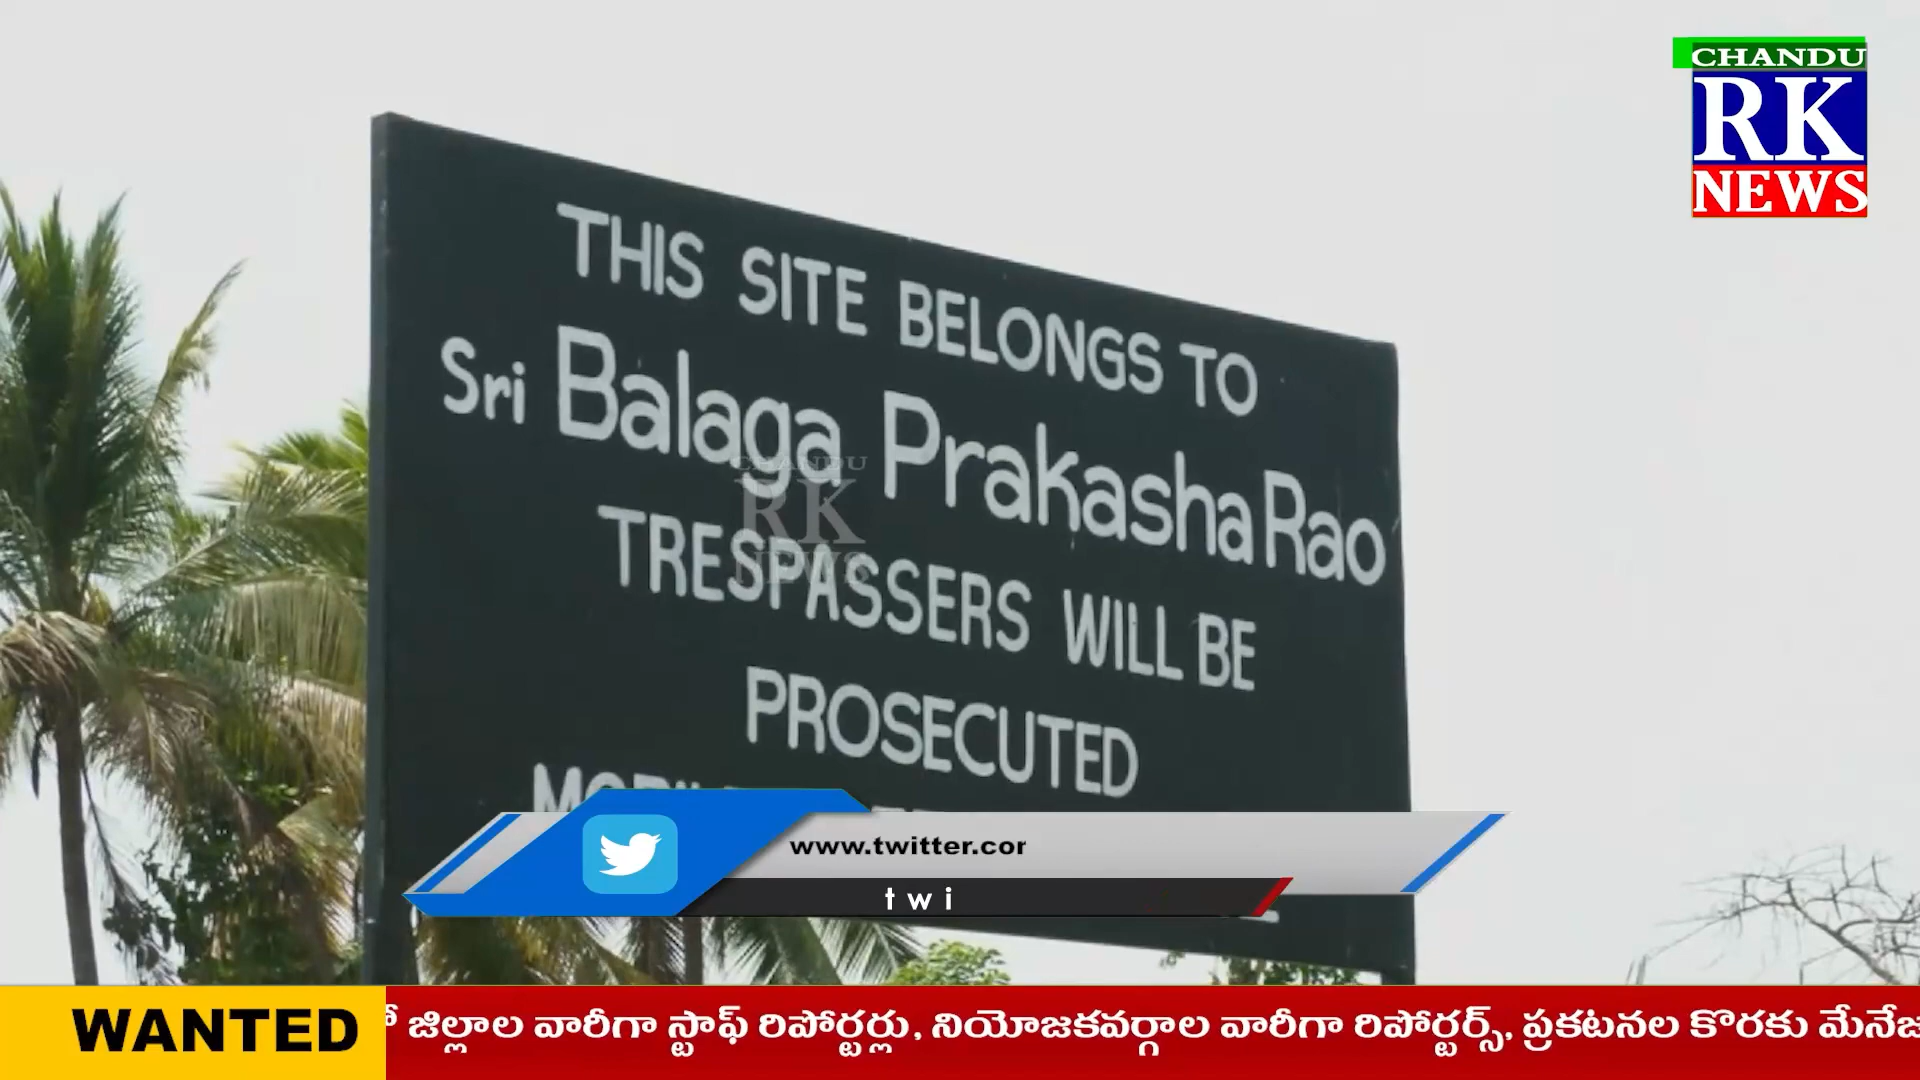 CHANDU
RK
NEWS
THIS SITE BELONGS TO
Sri Balaga Prakasha Rao
TRESPASSERS WILL BE
PROSECUTED
www.twitter.cor
twi
WANTED
జిల్లాల వారీగా స్టాఫ్ రిపోర్టర్లు, నియోజకవర్గాల వారీగా రిపోర్టర్స్, ప్రకటనల కొరకు మేనేజ